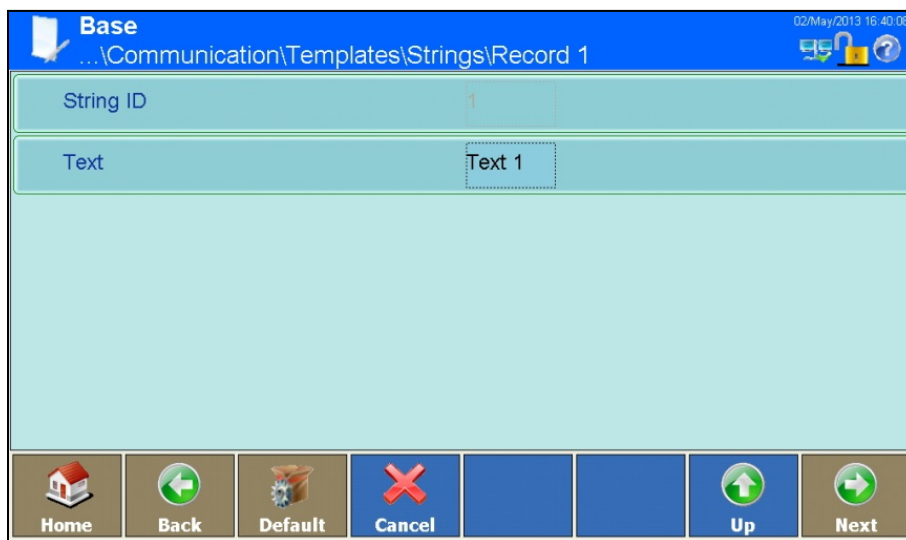 Base
02/May/2013 16:40:08
...\Communication\Templates\Strings\Record 1
String ID
1
Text
Text 1
Home
Back
Default
Cancel
Up
Next